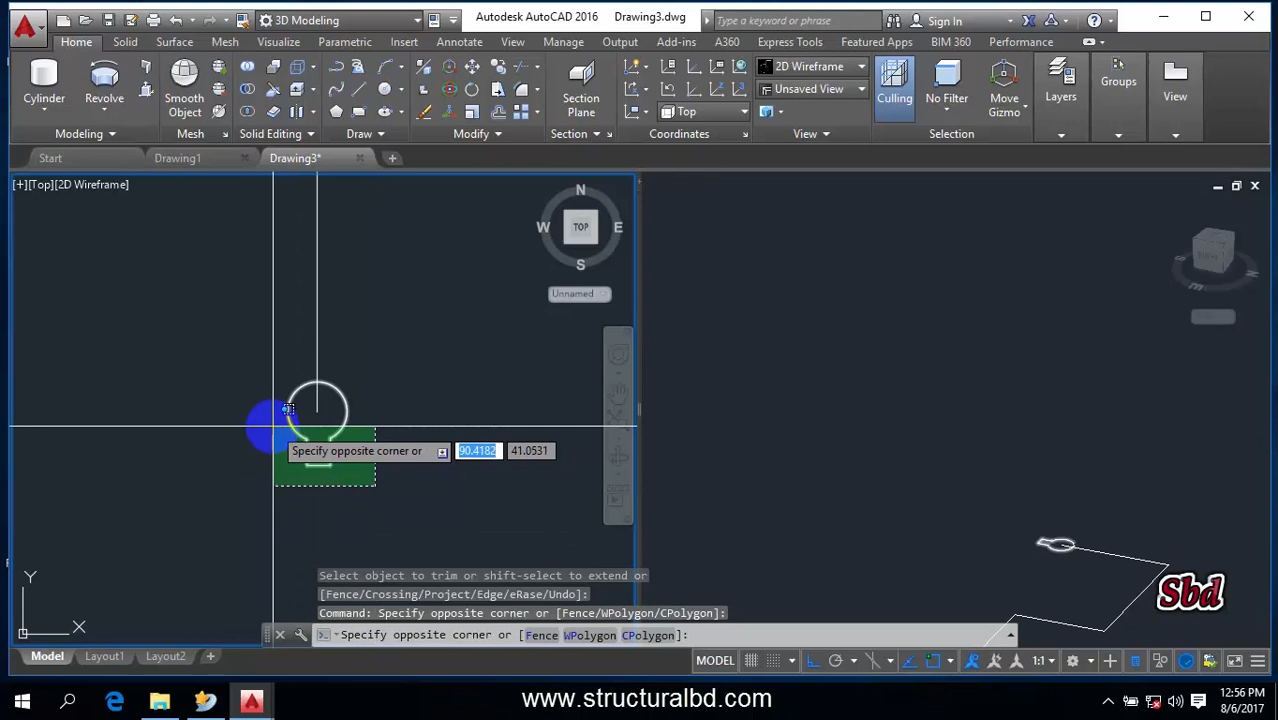 3D Modeling
Autodesk AutoCAD 2016 Drawing3.dwg
Type a keyword or phrase
Sign In
Home Solid Surface Mesh Visualize Parametric Insert Annotate View Manage Output Add-ins A360 Express Tools Featured Apps BIM 360 Performance
Cylinder
Revolve
Smooth
Object
Section
Plane
2D Wireframe
Unsaved View
Top
Culling
No Filter
Move
Gizmo
Layers
Groups
View
Modeling
Mesh
Solid Editing
Draw
Modify
Section
Coordinates
View
Selection
Start
Drawing1
Drawing3*
[+][Top][2D Wireframe]
N
W
TOP
E
S
Unnamed
Specify opposite corner or
90.4182
41.0531
Y
X
Select object to trim or shift-select to extend or
[Fence/Crossing/Project/Edge/eRase/Undo]:
Command: Specify opposite corner or [Fence/WPolygon/CPolygon]:
Specify opposite corner or [Fence WPolygon CPolygon]:
Sbd
Model Layout1 Layout2
MODEL
1:1
www.structuralbd.com
12:56 PM
8/6/2017